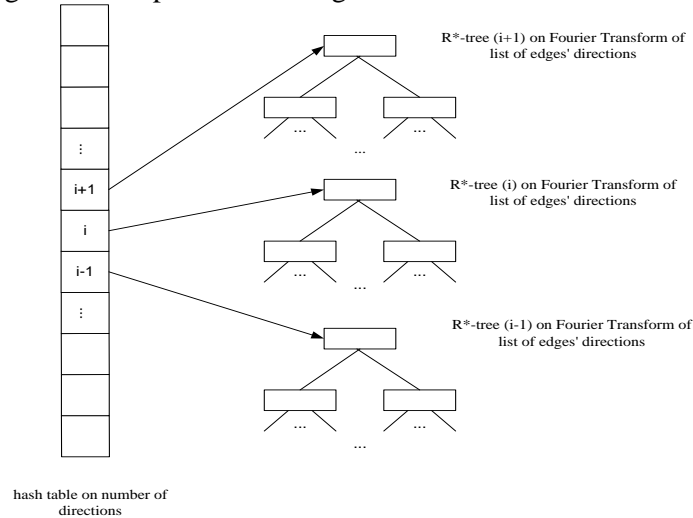 R*-tree (i+1) on Fourier Transform of
list of edges' directions
...
...
...
⋮
i+1
R*-tree (i) on Fourier Transform of
list of edges' directions
i
i-1
...
...
...
⋮
R*-tree (i-1) on Fourier Transform of
list of edges' directions
...
...
...
hash table on number of
directions